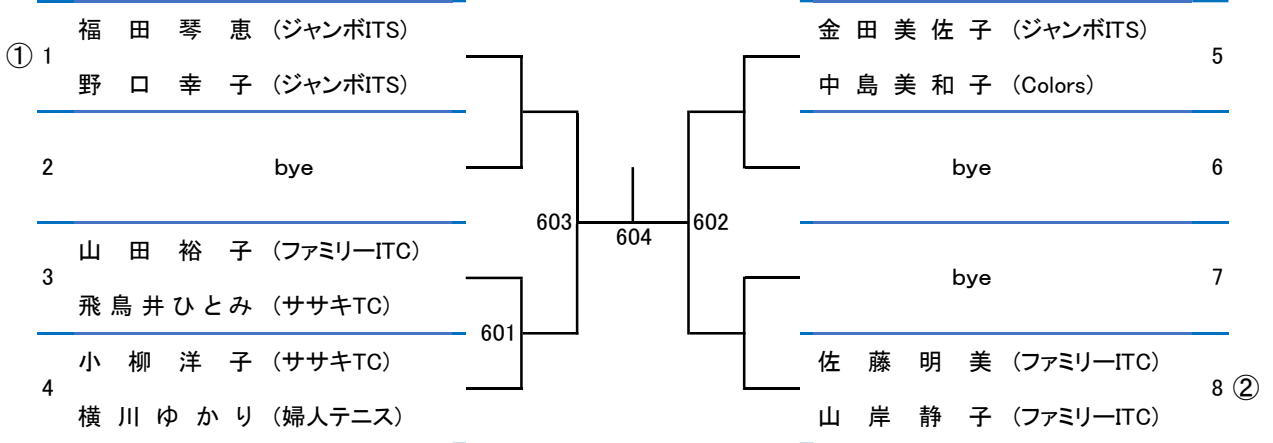 ① 1 福田琴恵 (ジャンボITS)
野口幸子 (ジャンボITS)
2 bye
3 山田裕子 (ファミリーITC)
飛鳥井ひとみ (ササキTC)
4 小柳洋子 (ササキTC)
横川ゆかり (婦人テニス)
601
603
604
602
金田美佐子 (ジャンボITS) 5
中島美和子 (Colors)
bye 6
bye 7
佐藤明美 (ファミリーITC) 8 ②
山岸静子 (ファミリーITC)